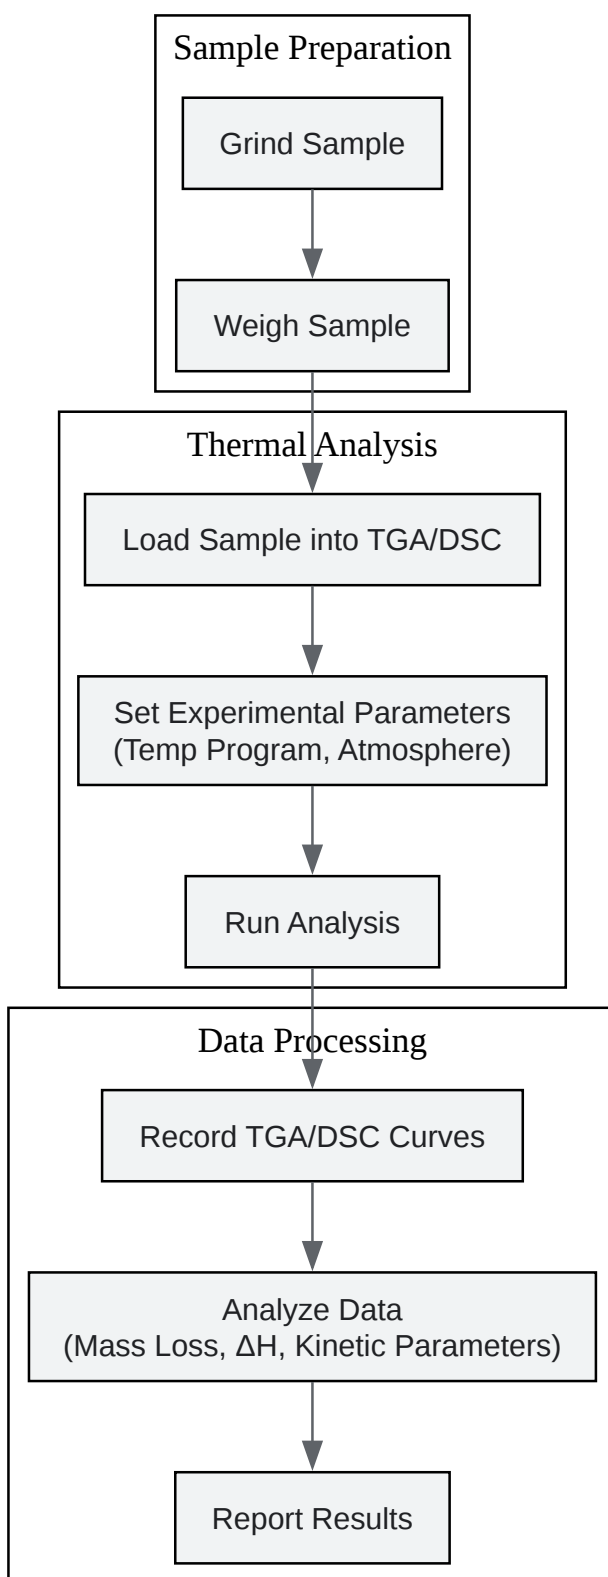 Sample Preparation
Grind Sample
Weigh Sample
Thermal Analysis
Load Sample into TGA/DSC
Set Experimental Parameters
(Temp Program, Atmosphere)
Run Analysis
Data Processing
Record TGA/DSC Curves
Analyze Data
(Mass Loss, ΔH, Kinetic Parameters)
Report Results